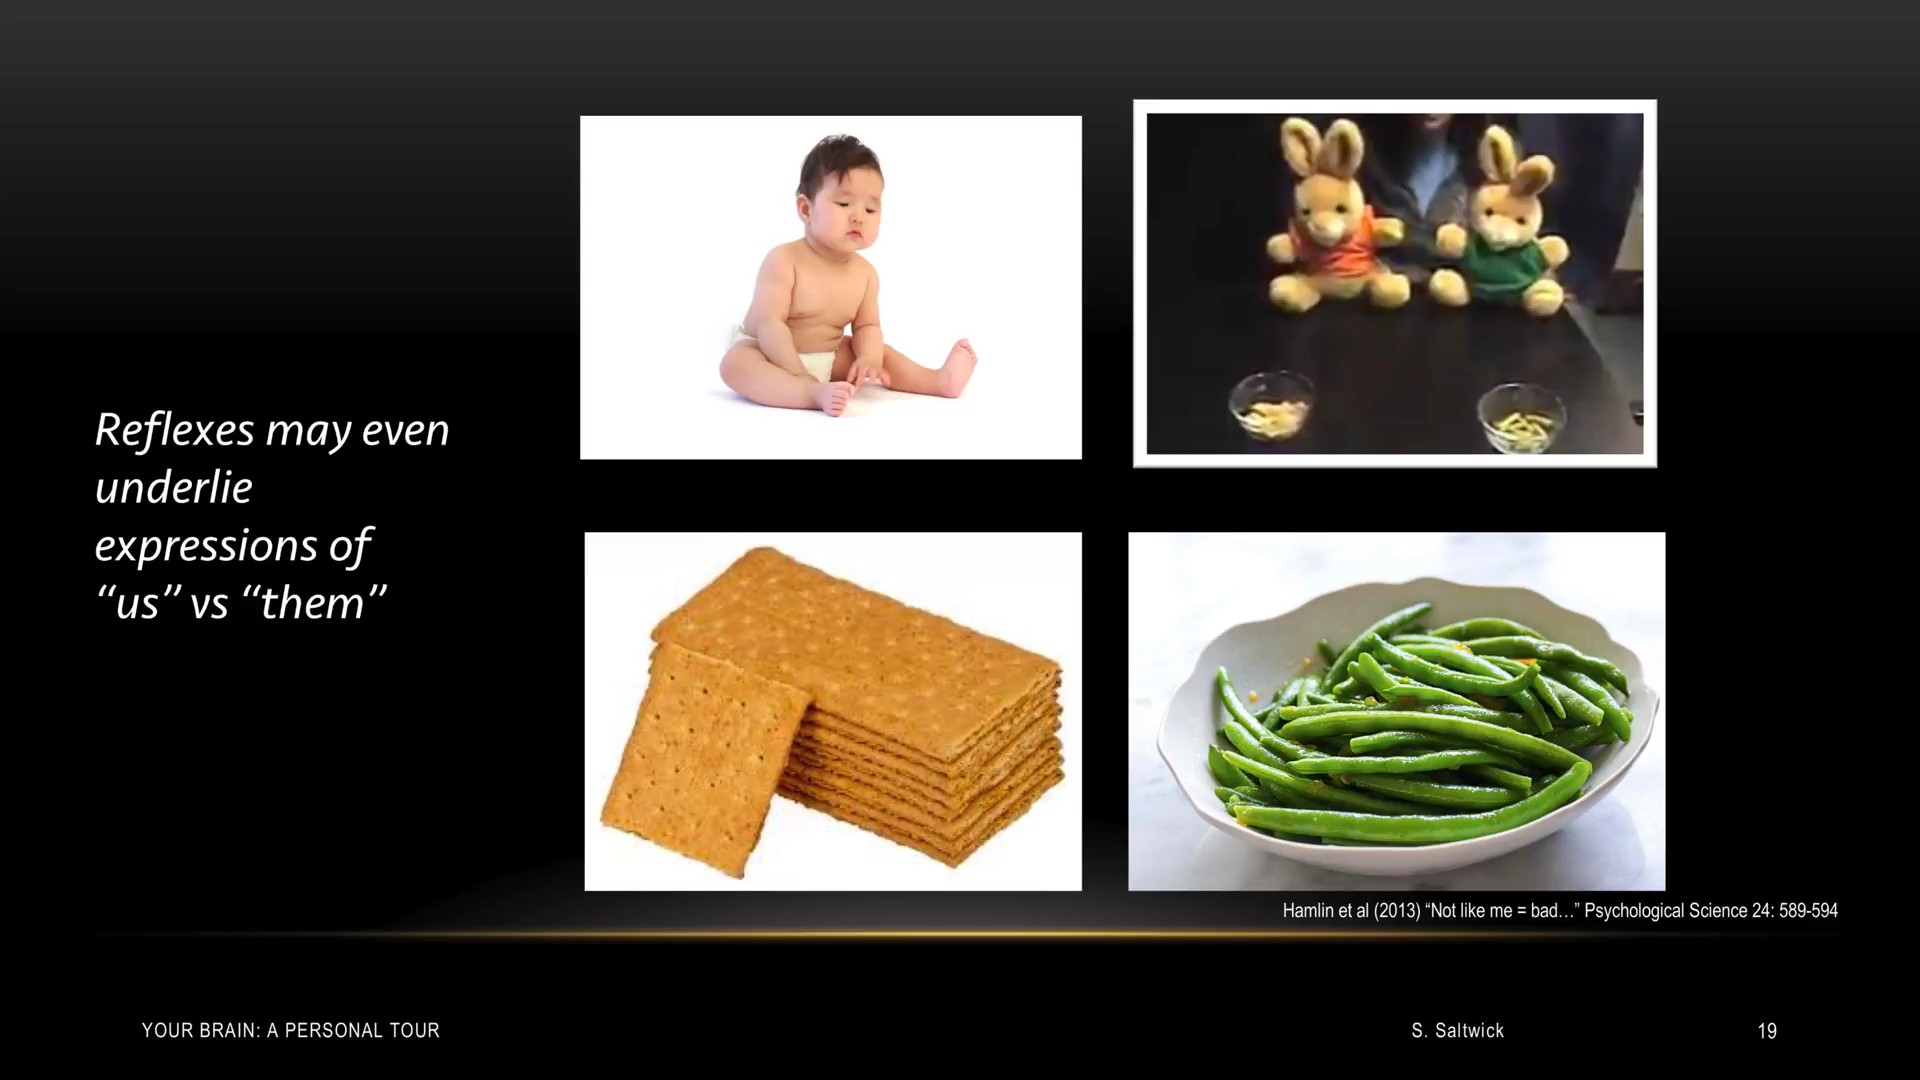 Reflexes may even
underlie
expressions of
“us” vs “them”
Hamlin et al (2013) “Not like me = bad…” Psychological Science 24: 589-594
YOUR BRAIN: A PERSONAL TOUR
S. Saltwick
19